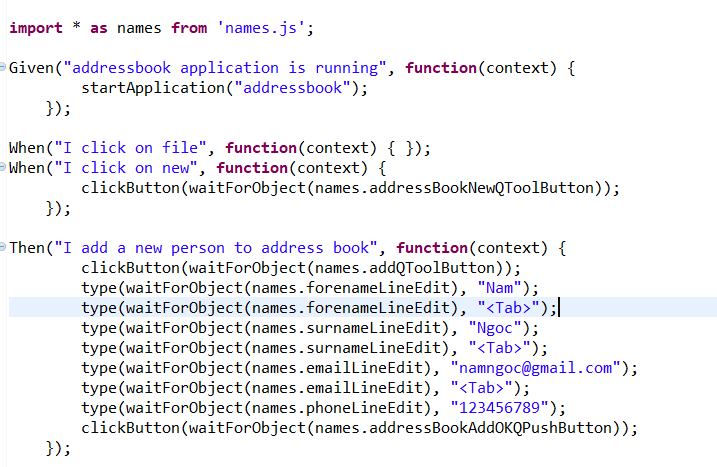 import * as names from 'names.js';
Given("addressbook application is running", function(context) {
startApplication("addressbook");
});
When("I click on file", function(context) { });
When("I click on new", function(context) {
clickButton(waitForObject(names.addressBookNewQToolButton));
});
Then("I add a new person to address book", function(context) {
clickButton(waitForObject(names.addQToolButton));
type(waitForObject(names.forenameLineEdit), "Nam");
type(waitForObject(names.forenameLineEdit), "<Tab>");
type(waitForObject(names.surnameLineEdit), "Ngoc");
type(waitForObject(names.surnameLineEdit), "<Tab>");
type(waitForObject(names.emailLineEdit), "namngoc@gmail.com");
type(waitForObject(names.emailLineEdit), "<Tab>");
type(waitForObject(names.phoneLineEdit), "123456789");
clickButton(waitForObject(names.addressBookAddOKQPushButton));
});